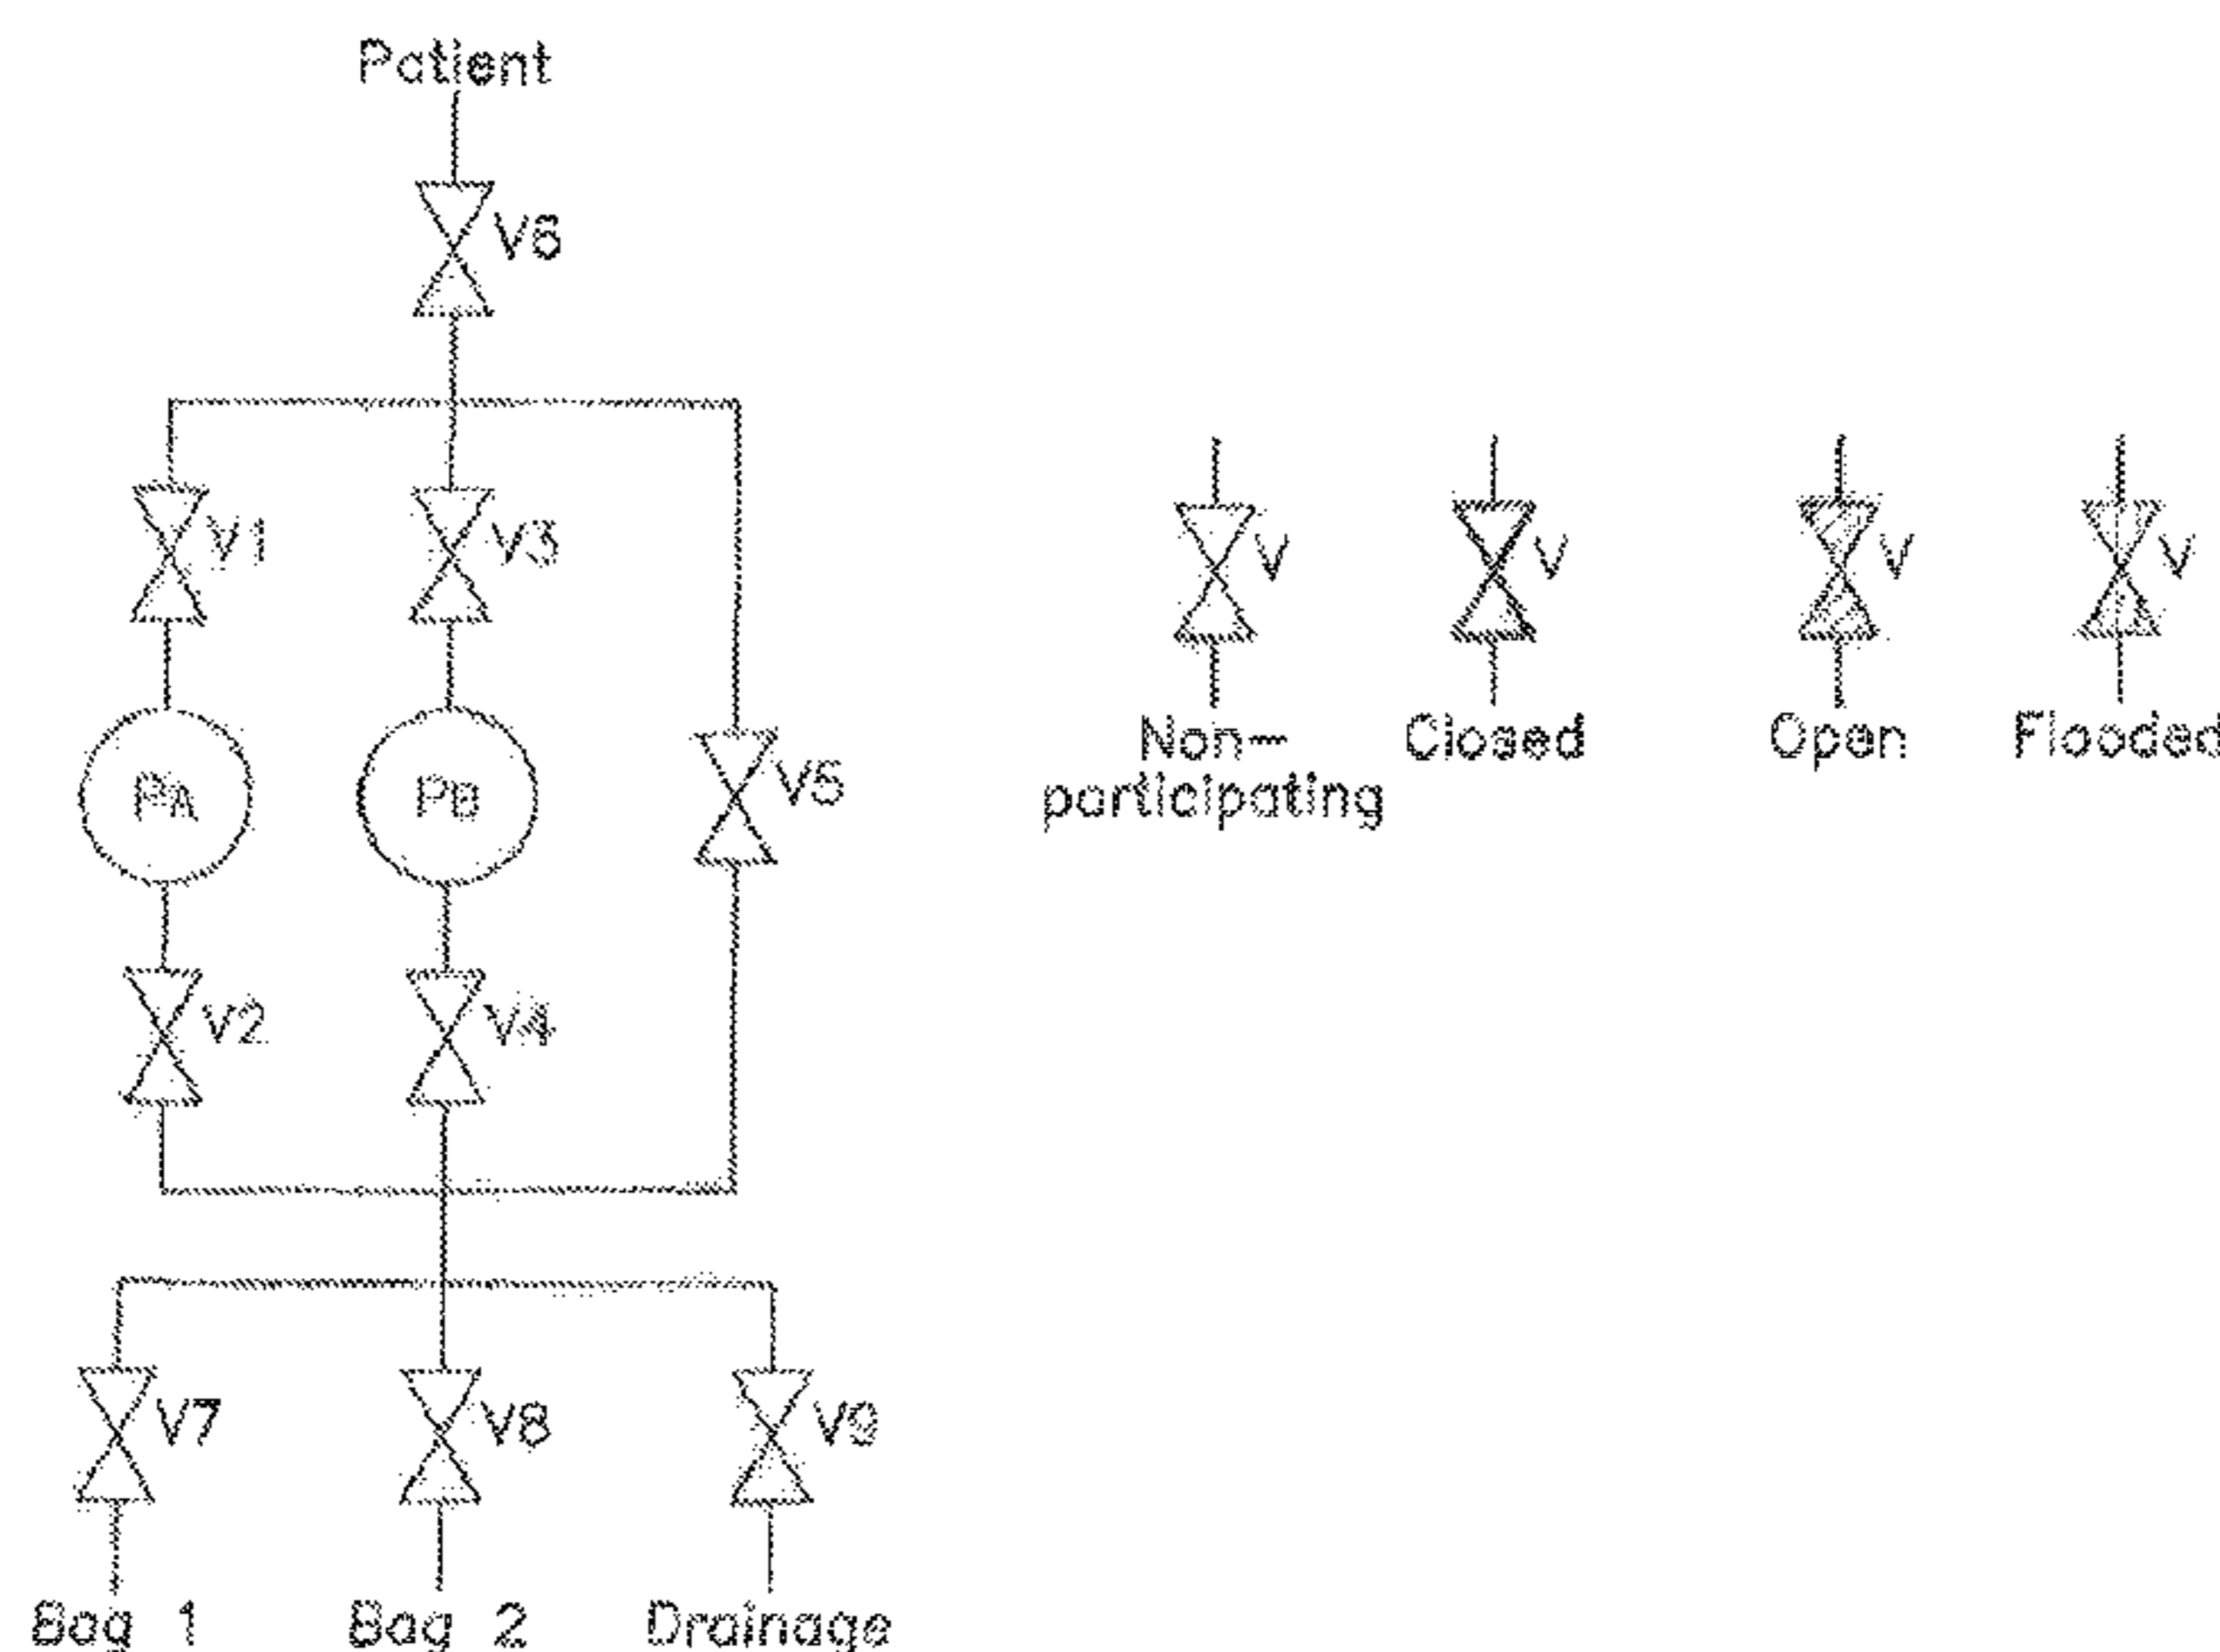 Patient
V6
V1
V3
V5
PA
PB
V2
V4
V7
V8
V9
Bag 1
Bag 2
Drainage
V
V
V
V
Non-
participating
Closed
Open
Flooded